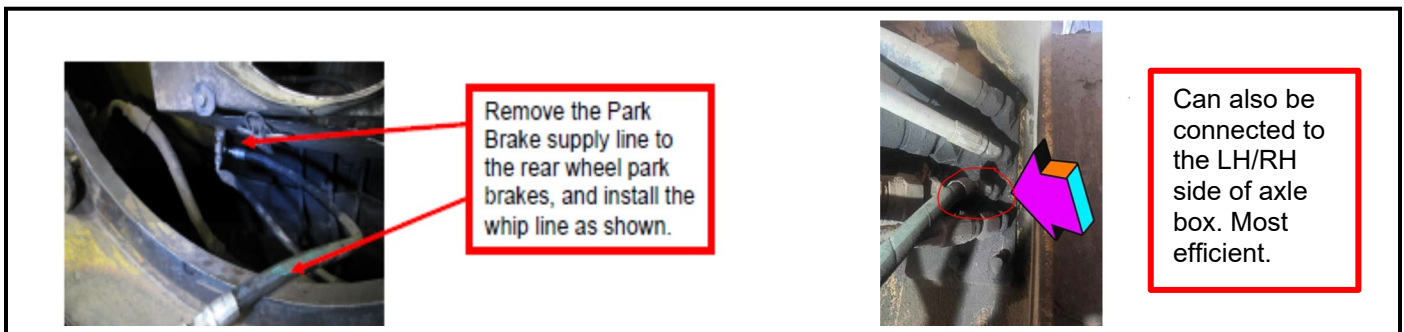 Remove the Park
Brake supply line to
the rear wheel park
brakes, and install the
whip line as shown.
Can also be
connected to
the LH/RH
side of axle
box. Most
efficient.